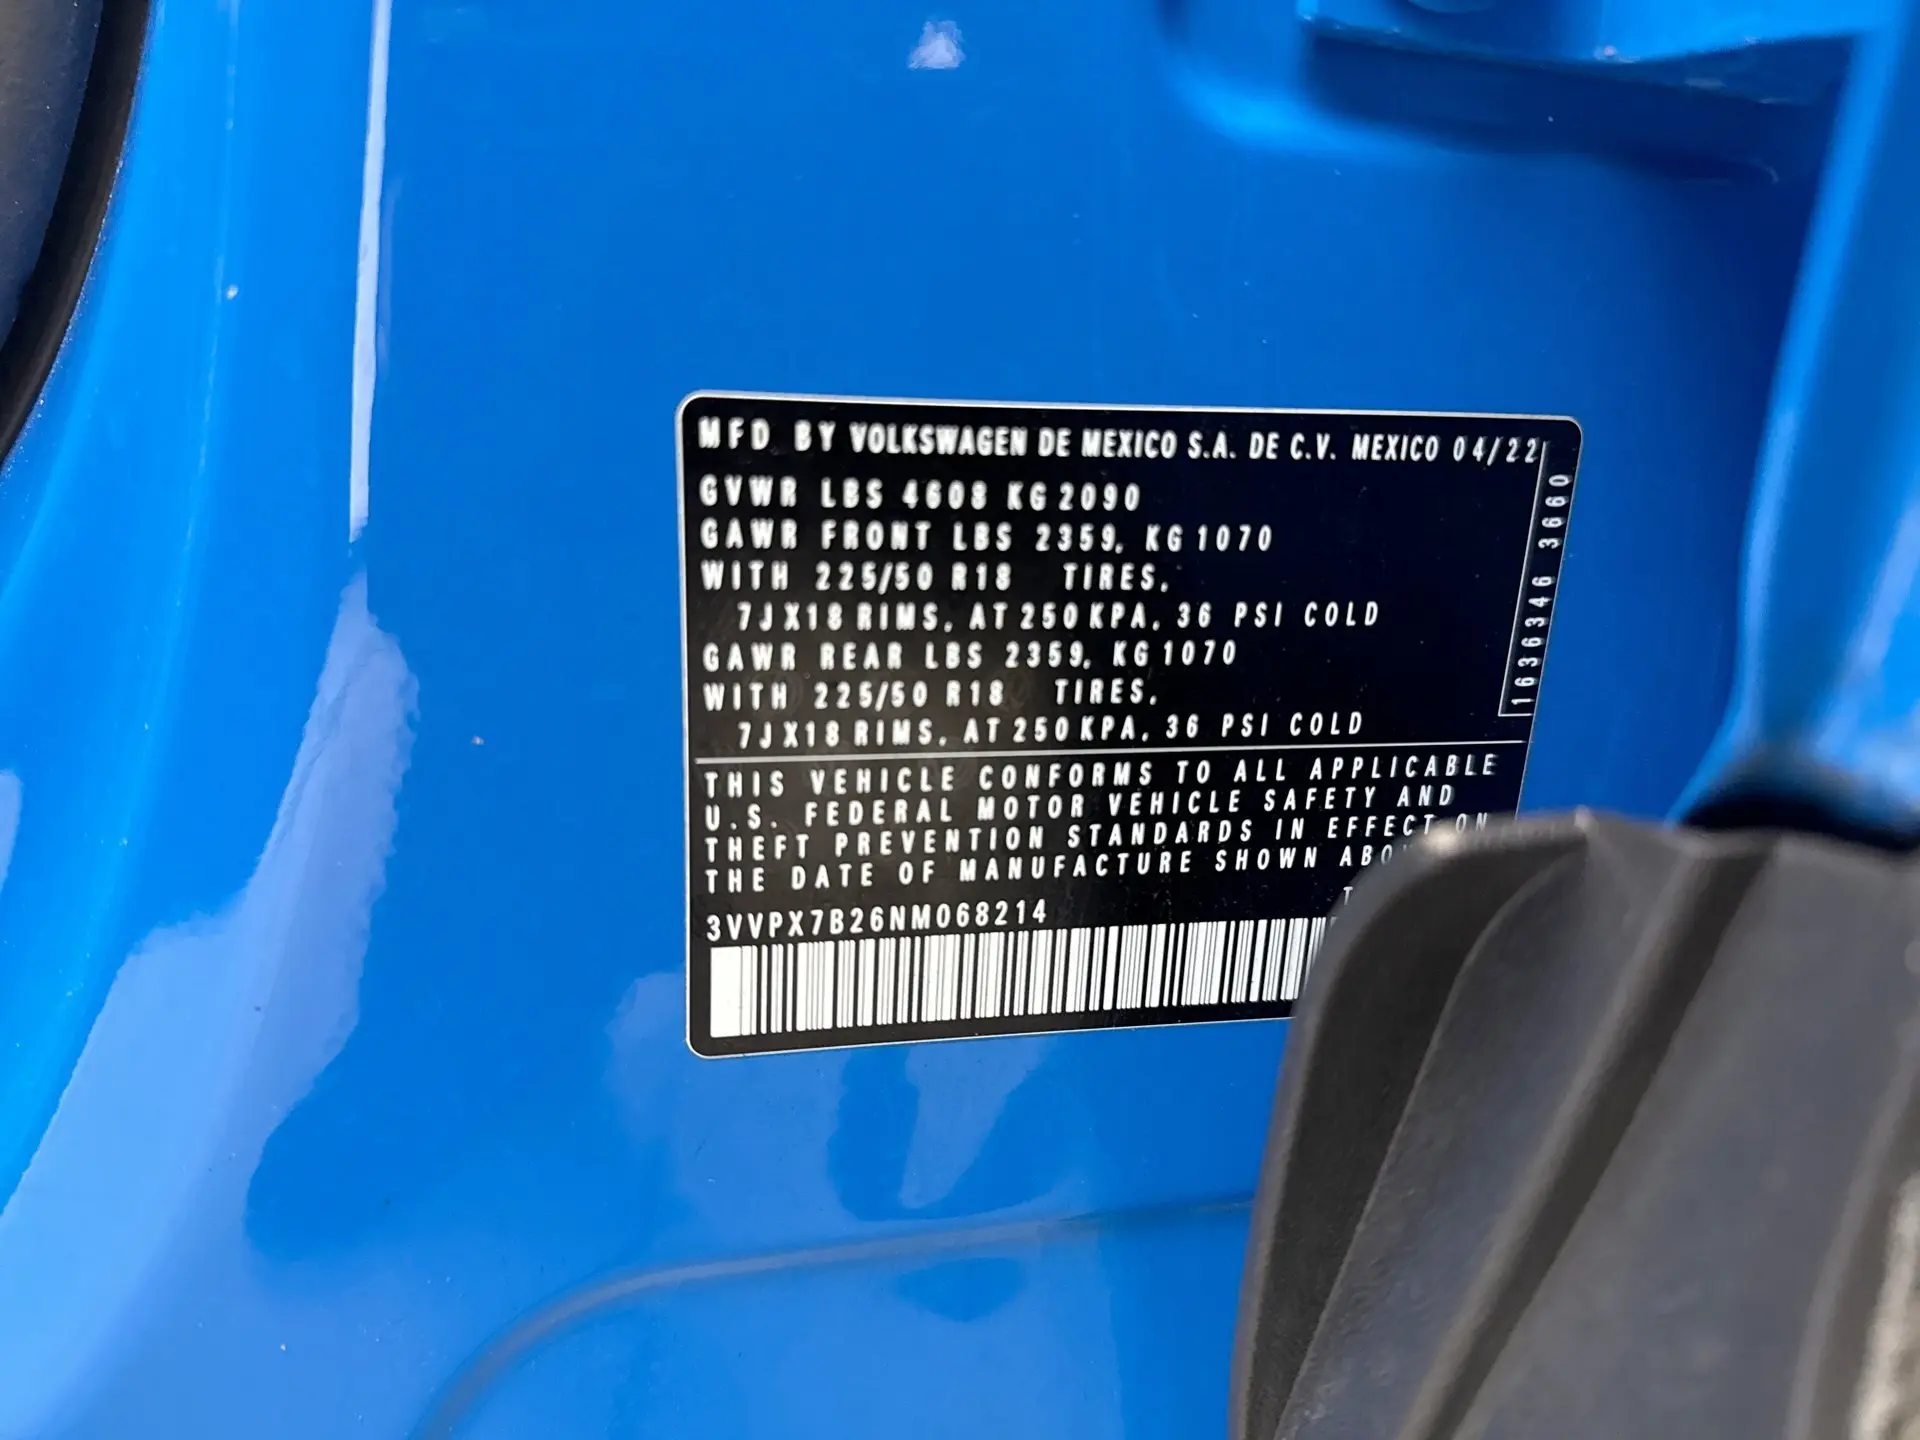 MFD BY VOLKSWAGEN DE MEXICO S.A. DE C.V. MEXICO 04/22
GVWR LBS 4608 KG 2090
GAWR FRONT LBS 2359, KG 1070
WITH 225/50 R18 TIRES,
7JX18 RIMS, AT 250 KPA, 36 PSI COLD
GAWR REAR LBS 2359, KG 1070
WITH 225/50 R18 TIRES,
7JX18 RIMS, AT 250 KPA, 36 PSI COLD
1636346 3660
THIS VEHICLE CONFORMS TO ALL APPLICABLE
U.S. FEDERAL MOTOR VEHICLE SAFETY AND
THEFT PREVENTION STANDARDS IN EFFECT ON
THE DATE OF MANUFACTURE SHOWN
3VVPX7B26NM068214